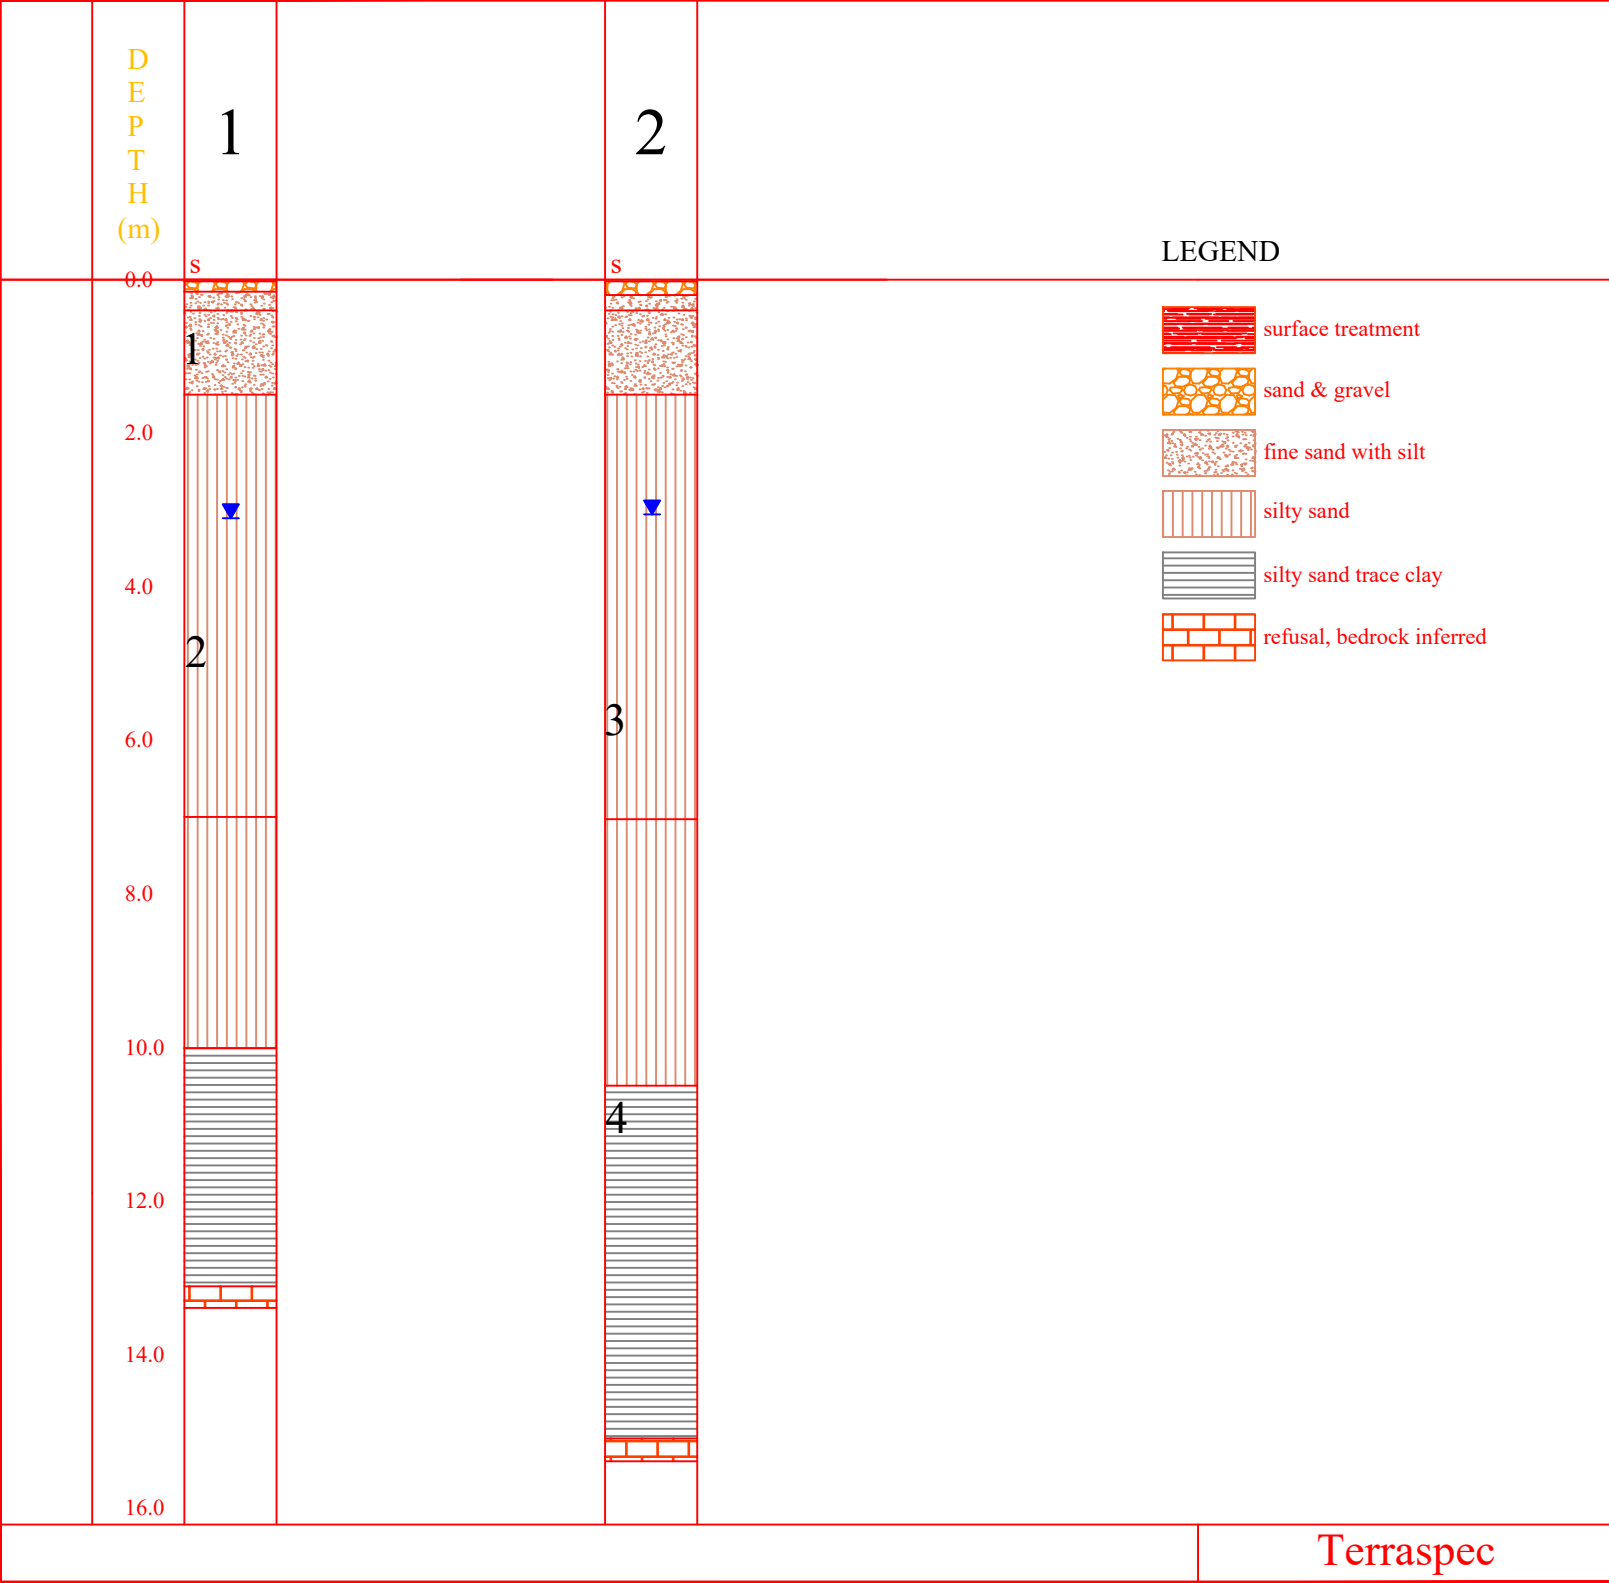 D
E
P
T
H
(m)
1
2
s
s
LEGEND
0.0
surface treatment
1
sand & gravel
2.0
fine sand with silt
silty sand
4.0
silty sand trace clay
2
refusal, bedrock inferred
3
6.0
8.0
10.0
4
12.0
14.0
16.0
Terraspec